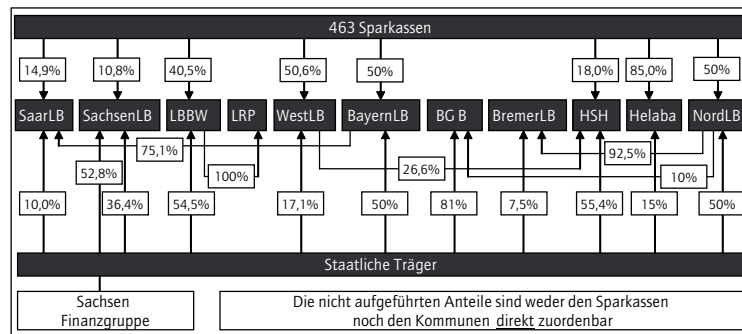 463 Sparkassen
14,9% 10,8% 40,5% 50,6% 50% 18,0% 85,0% 50%
SaarLB SachsenLB LBBW LRP WestLB BayernLB BG B BremerLB HSH Helaba NordLB
75,1% 92,5%
52,8% 100% 26,6% 10%
10,0% 36,4% 54,5% 17,1% 50% 81% 7,5% 55,4% 15% 50%
Staatliche Träger
Sachsen
Finanzgruppe
Die nicht aufgeführten Anteile sind weder den Sparkassen
noch den Kommunen direkt zuordenbar